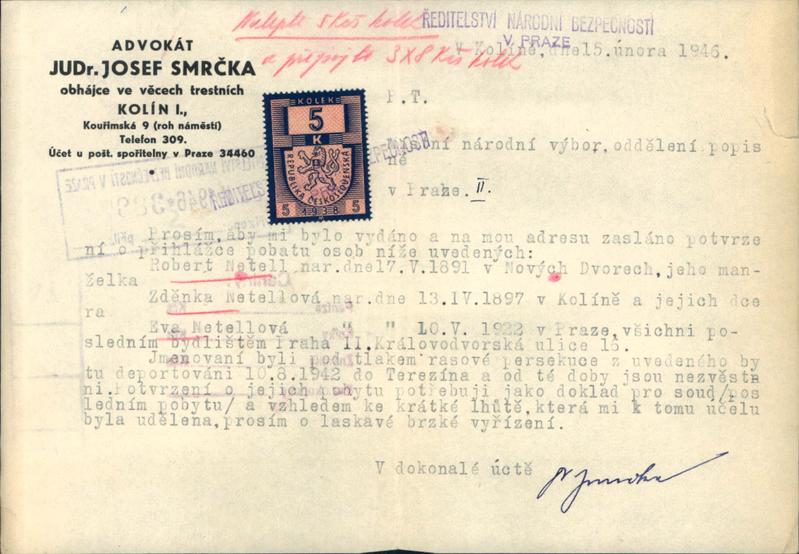 Nalepte 5 Kčs kolek
a připojte 3X8 Kčs kolek
ŘEDITELSTVÍ NÁRODNÍ BEZPEČNOSTI
V PRAZE
ADVOKÁT
JUDr. JOSEF SMRČKA
obhájce ve věcech trestních
KOLÍN I.,
Kouřimská 9 (roh náměstí)
Telefon 309.
Účet u pošt. spořitelny v Praze 34460
V Kolíně, dne 15. února 1946.
KOLEK
5
K
REPUBLIKA ČESKOSLOVENSKÁ
5 1938 5
P.T.
Místní národní výbor, oddělení popis
né
v Praze. II.
Prosím, aby mi bylo vydáno a na mou adresu zasláno potvrze
ní o přihlášce pobatu osob níže uvedených:
Robert Netell nar.dne 17.V.1891 v Nových Dvorech, jeho man-
želka
Zděnka Netellová nar.dne 13.IV.1897 v Kolíně a jejich dce
ra
Eva Netellová " " 10.V. 1922 v Praze, všichni po-
sledním bydlištěm Praha II. Královodvorská ulice 15.
Jmenovaní byli pod tlakem rasové persekuce z uvedeného by
tu deportováni 10.8.1942 do Terezína a od té doby jsou nezvěst
ni. Potvrzení o jejich pobytu potřebuji jako doklad pro soud /pos
ledním pobytu/ a vzhledem ke krátké lhůtě, která mi k tomu účelu
byla udělena, prosím o laskavé brzké vyřízení.
V dokonalé úctě